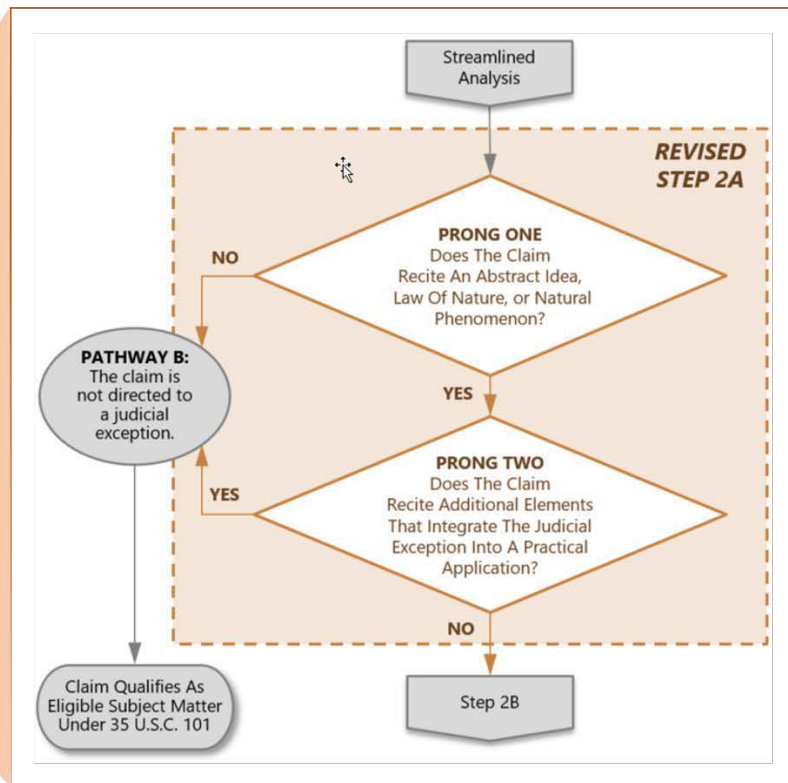 Streamlined
Analysis
REVISED
STEP 2A
PRONG ONE
Does The Claim
Recite An Abstract Idea,
Law Of Nature, or Natural
Phenomenon?
NO
PATHWAY B:
The claim is
not directed to
a judicial
exception.
YES
PRONG TWO
Does The Claim
Recite Additional Elements
That Integrate The Judicial
Exception Into A Practical
Application?
YES
NO
Claim Qualifies As
Eligible Subject Matter
Under 35 U.S.C. 101
Step 2B